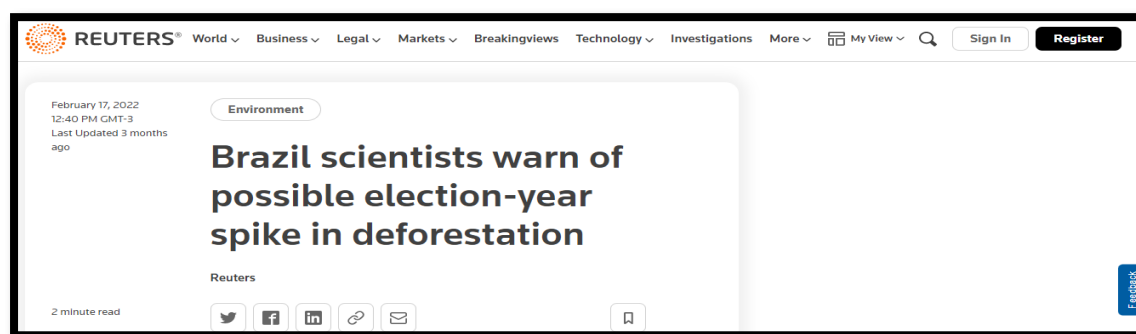 REUTERS® World Business Legal Markets Breakingviews Technology Investigations More My View Sign In Register
February 17, 2022
12:40 PM GMT-3
Last Updated 3 months
ago
Environment
Brazil scientists warn of
possible election-year
spike in deforestation
Reuters
2 minute read
Feedback